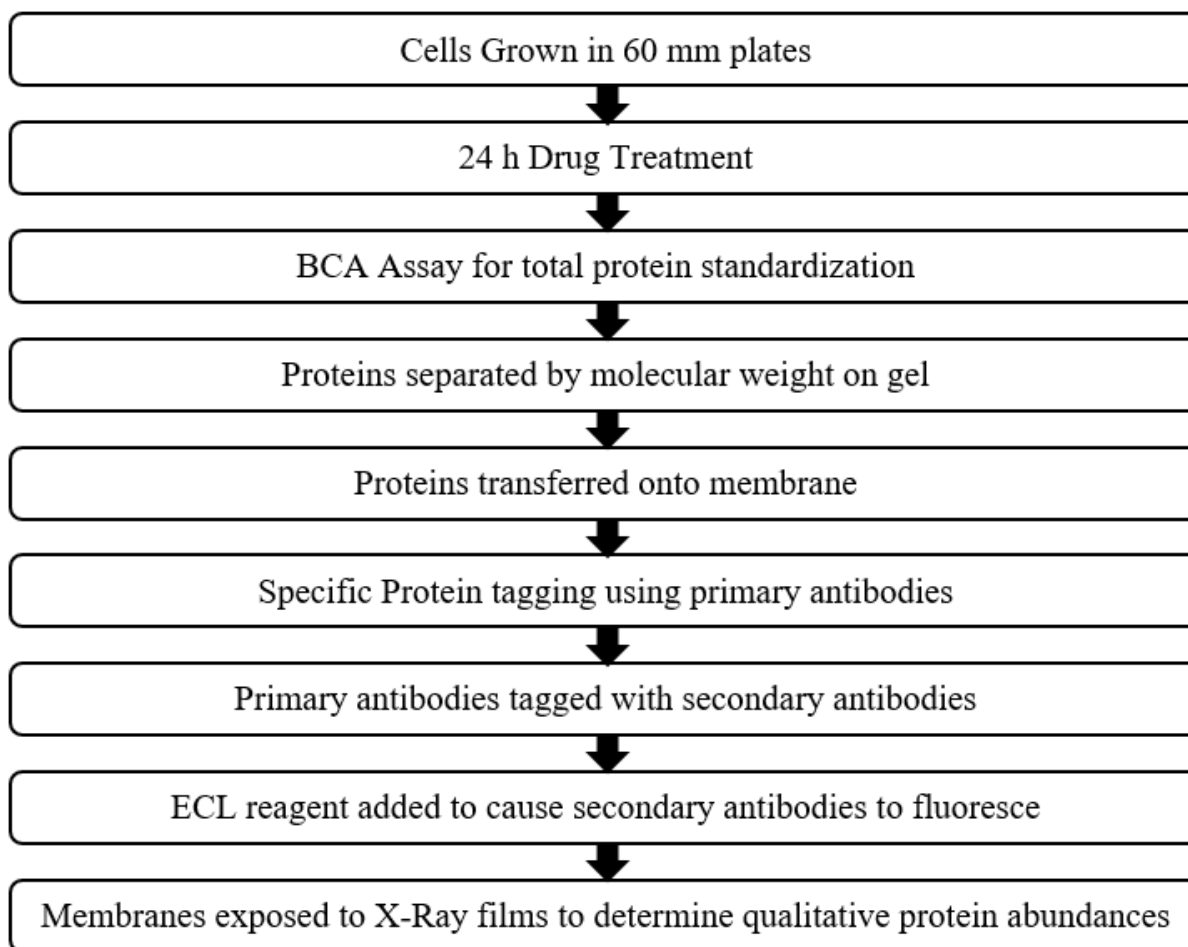 Cells Grown in 60 mm plates
24 h Drug Treatment
BCA Assay for total protein standardization
Proteins separated by molecular weight on gel
Proteins transferred onto membrane
Specific Protein tagging using primary antibodies
Primary antibodies tagged with secondary antibodies
ECL reagent added to cause secondary antibodies to fluoresce
Membranes exposed to X-Ray films to determine qualitative protein abundances